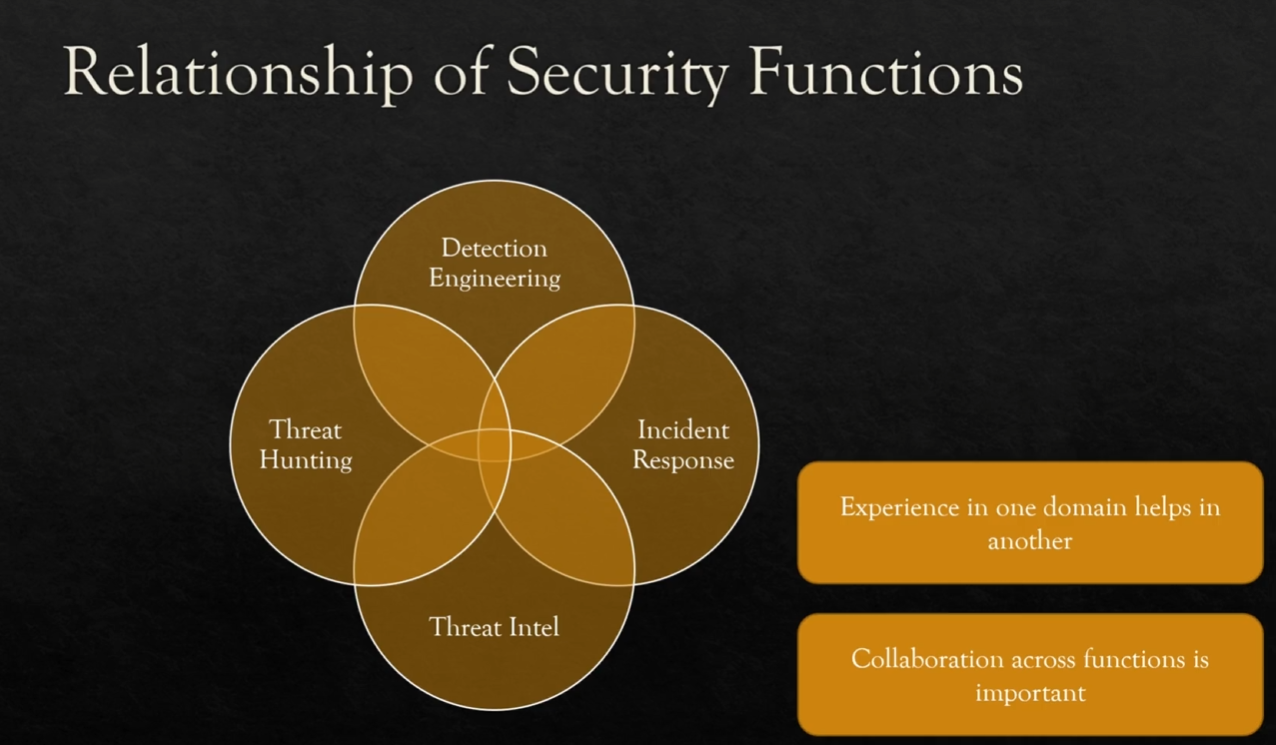 Relationship of Security Functions
Detection
Engineering
Threat
Hunting
Incident
Response
Threat Intel
Experience in one domain helps in
another
Collaboration across functions is
important